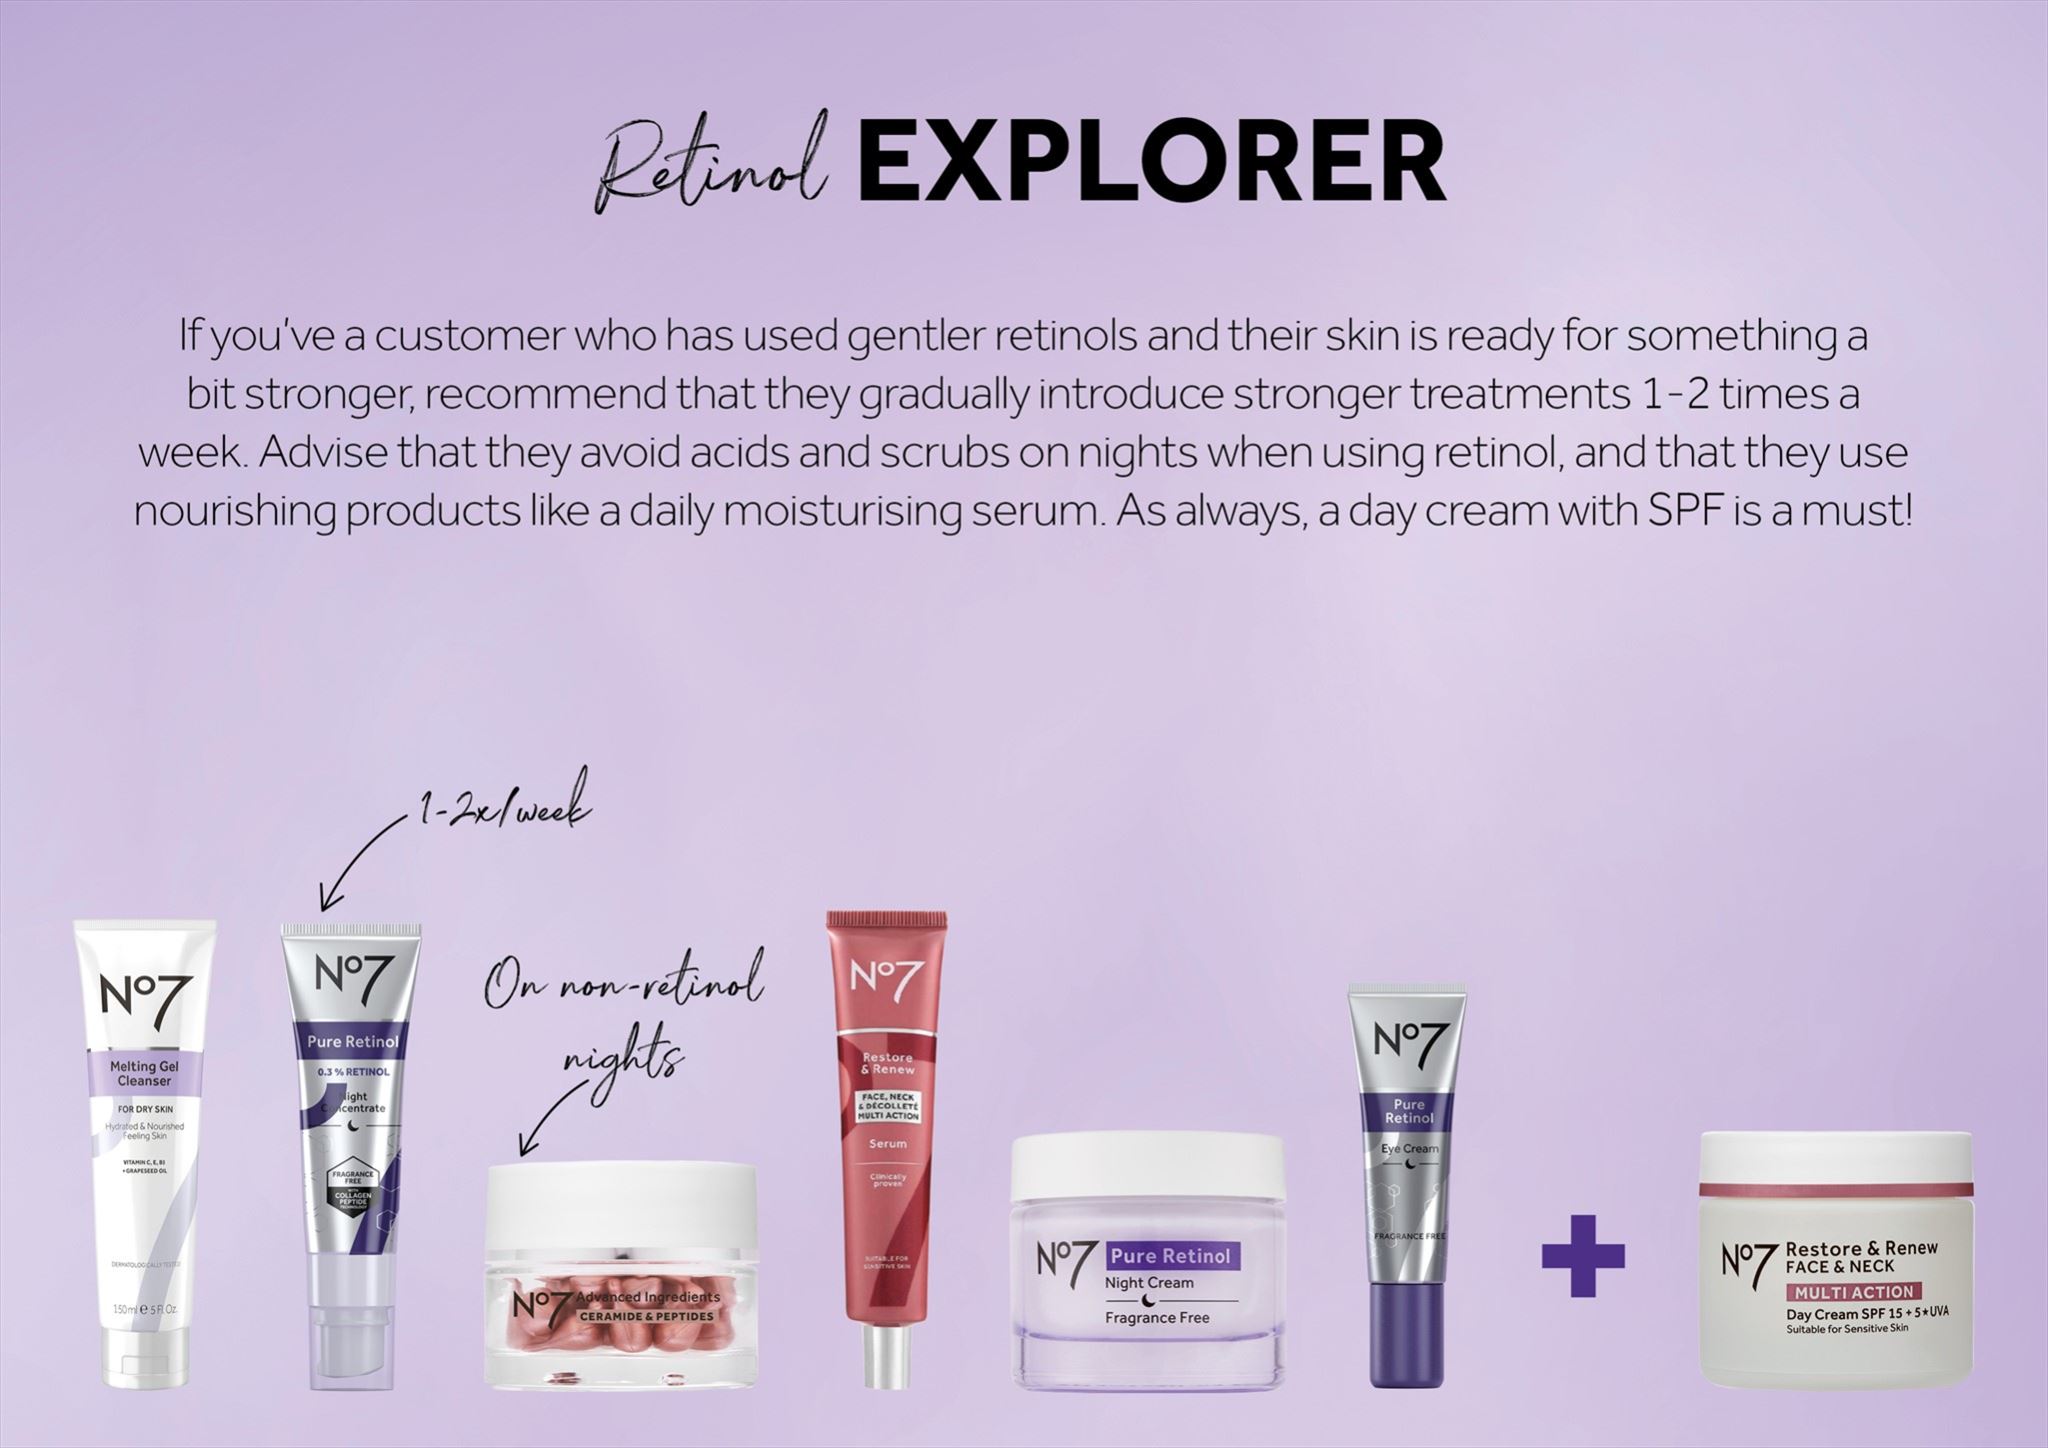 Retinol EXPLORER
If you've a customer who has used gentler retinols and their skin is ready for something a
bit stronger, recommend that they gradually introduce stronger treatments 1-2 times a
week. Advise that they avoid acids and scrubs on nights when using retinol, and that they use
nourishing products like a daily moisturising serum. As always, a day cream with SPF is a must!
1-2x/week
On non-retinol
nights
Nº7
Melting Gel
Cleanser
FOR DRY SKIN
Hydrated & Nourished
Feeling Skin
VITAMIN C, E, B3
+ GRAPESEED OIL
DERMATOLOGICALLY TESTED
150ml e 5 Fl. Oz.
Nº7
Pure Retinol
0.3 % RETINOL
Night
Concentrate
FRAGRANCE
FREE
WITH
COLLAGEN
PEPTIDE
TECHNOLOGY
Nº7 Advanced Ingredients
CERAMIDE & PEPTIDES
Nº7
Restore
& Renew
FACE, NECK
& DÉCOLLETÉ
MULTI ACTION
Serum
Clinically
proven
SUITABLE FOR
SENSITIVE SKIN
Nº7 Pure Retinol
Night Cream
Fragrance Free
Nº7
Pure
Retinol
Eye Cream
FRAGRANCE FREE
Nº7 Restore & Renew
FACE & NECK
MULTI ACTION
Day Cream SPF 15 + 5★UVA
Suitable for Sensitive Skin